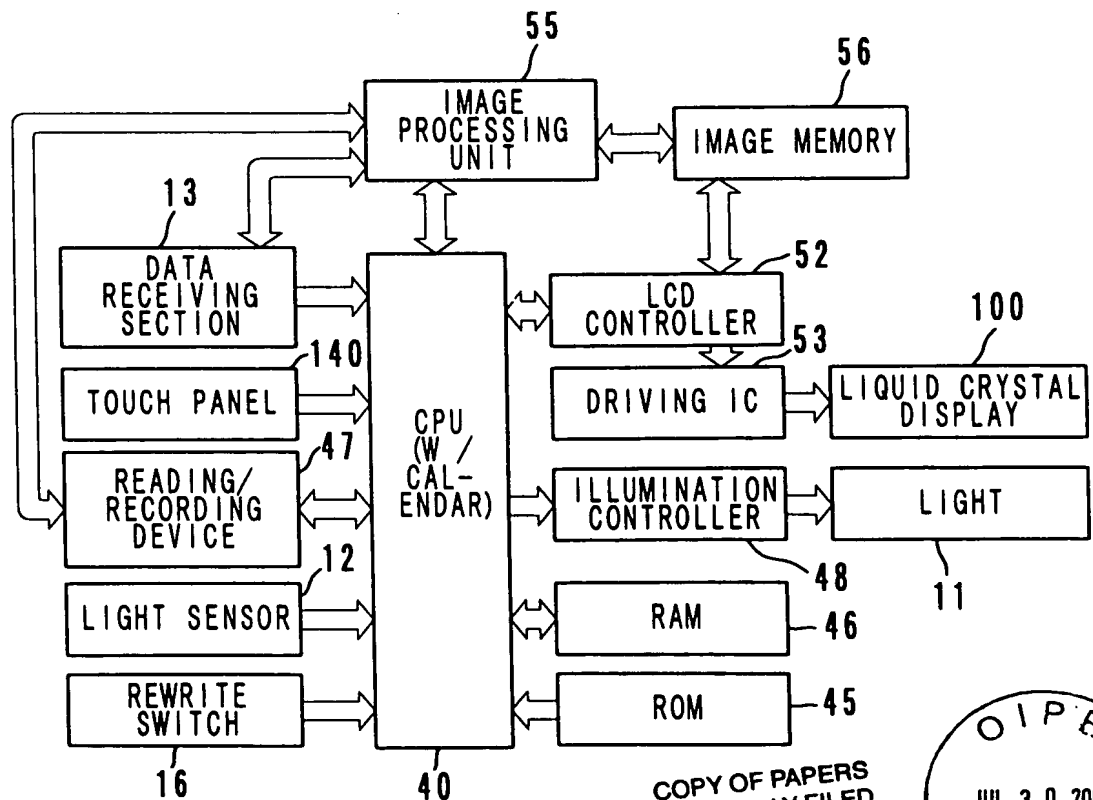 55
IMAGE
PROCESSING
UNIT
56
IMAGE MEMORY
13
DATA
RECEIVING
SECTION
52
LCD
CONTROLLER
140
TOUCH PANEL
53
DRIVING IC
100
LIQUID CRYSTAL
DISPLAY
CPU
(W /
CAL-
ENDAR)
47
READING/
RECORDING
DEVICE
ILLUMINATION
CONTROLLER
48
LIGHT
11
12
LIGHT SENSOR
RAM
46
REWRITE
SWITCH
16
ROM
45
40
COPY OF PAPERS
FILED
OIPE